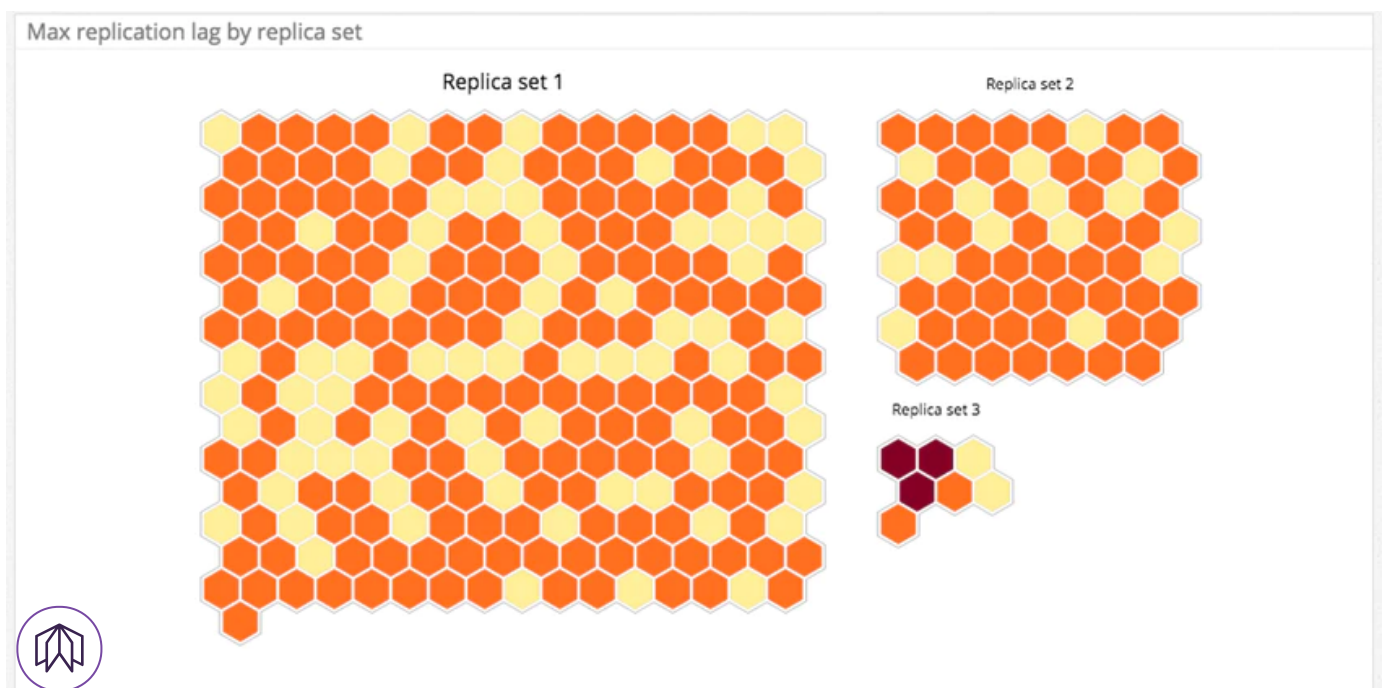 Max replication lag by replica set
Replica set 1
Replica set 2
Replica set 3